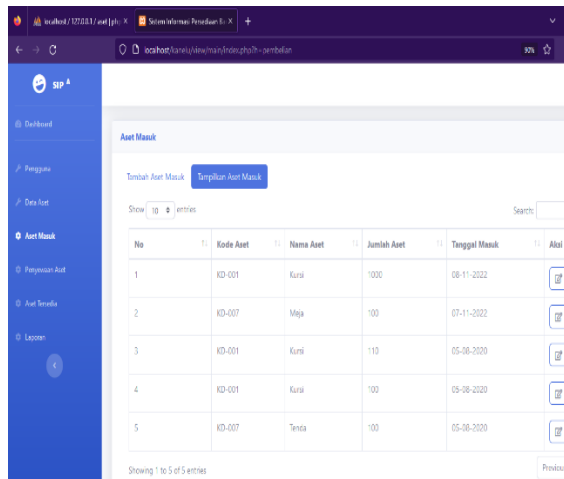 localhost / 127.0.0.1 / aset | php
Sistem Informasi Persediaan Ba
localhost/kanelu/view/main/index.php?h=pembelian
90%
SIP A
Dashboard
Pengguna
Data Aset
Aset Masuk
Penyewaan Aset
Aset Tersedia
Laporan
Aset Masuk
Tambah Aset Masuk Tampilkan Aset Masuk
Show 10 entries Search:
No Kode Aset Nama Aset Jumlah Aset Tanggal Masuk Aksi
1 KD-001 Kursi 1000 08-11-2022
2 KD-007 Meja 100 07-11-2022
3 KD-001 Kursi 110 05-08-2020
4 KD-001 Kursi 100 05-08-2020
5 KD-007 Tenda 100 05-08-2020
Showing 1 to 5 of 5 entries Previou